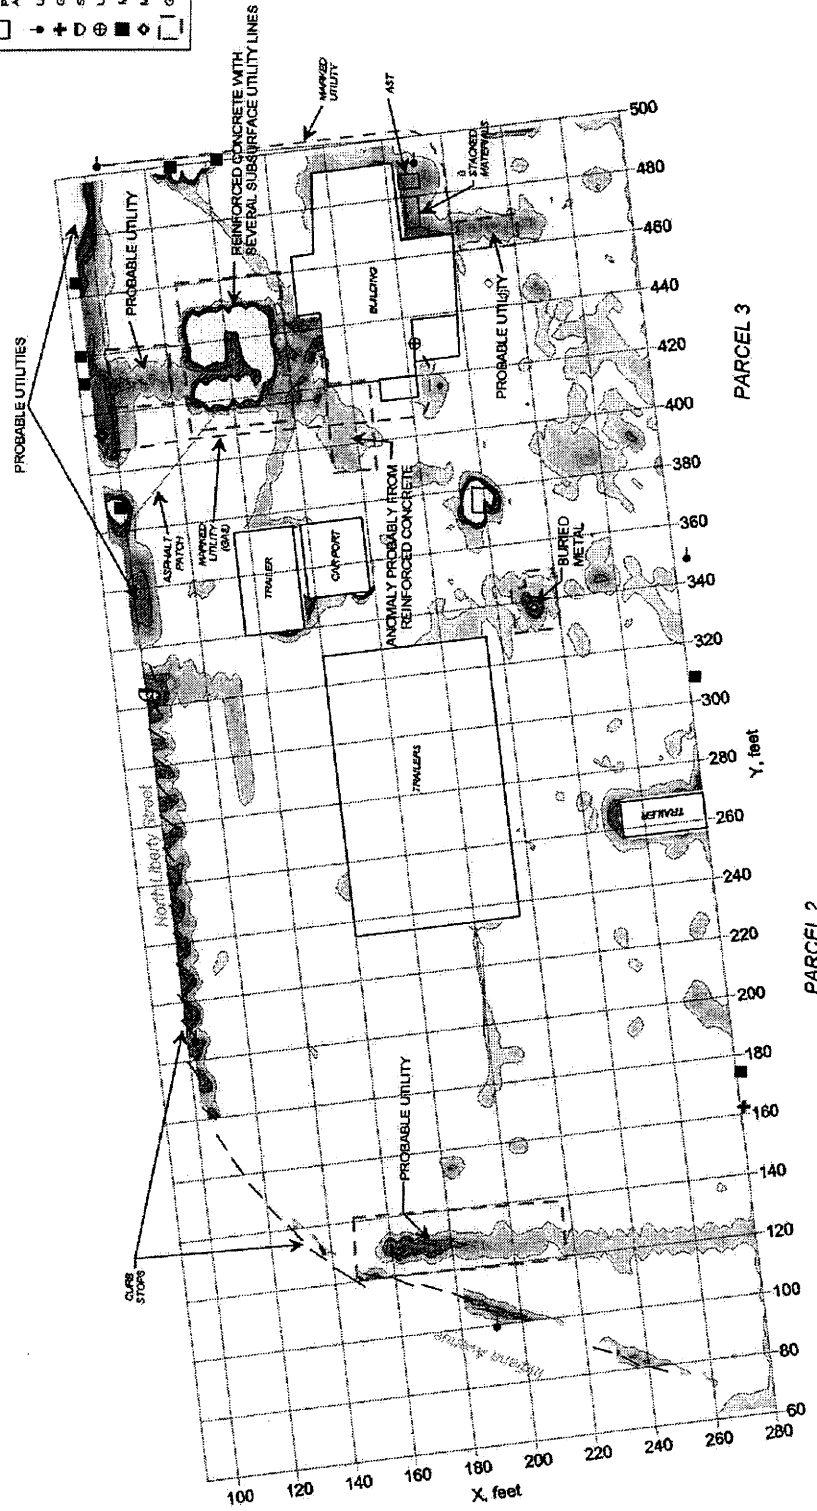 PROBABLE UTILITIES
PROBABLE UTILITY
REINFORCED CONCRETE WITH
SEVERAL SUBSURFACE UTILITY LINES
MARKED
UTILITY
AST
STACKED
MATERIALS
BUILDING
PROBABLE UTILITY
ASPHALT
PATCH
MARKED
UTILITY
(GAS)
TRAILER
CAR PORT
ANOMALY PROBABLY FROM
REINFORCED CONCRETE
BURIED
METAL
North Liberty Street
TRAILERS
TRAILER
CURB
STOPS
PROBABLE UTILITY
Indiana Avenue
PARCEL 3
PARCEL 2
500
480
460
440
420
400
380
360
340
320
300
280
260
240
220
200
180
160
140
120
100
80
60
Y, feet
100
120
140
160
180
200
220
240
260
280
X, feet